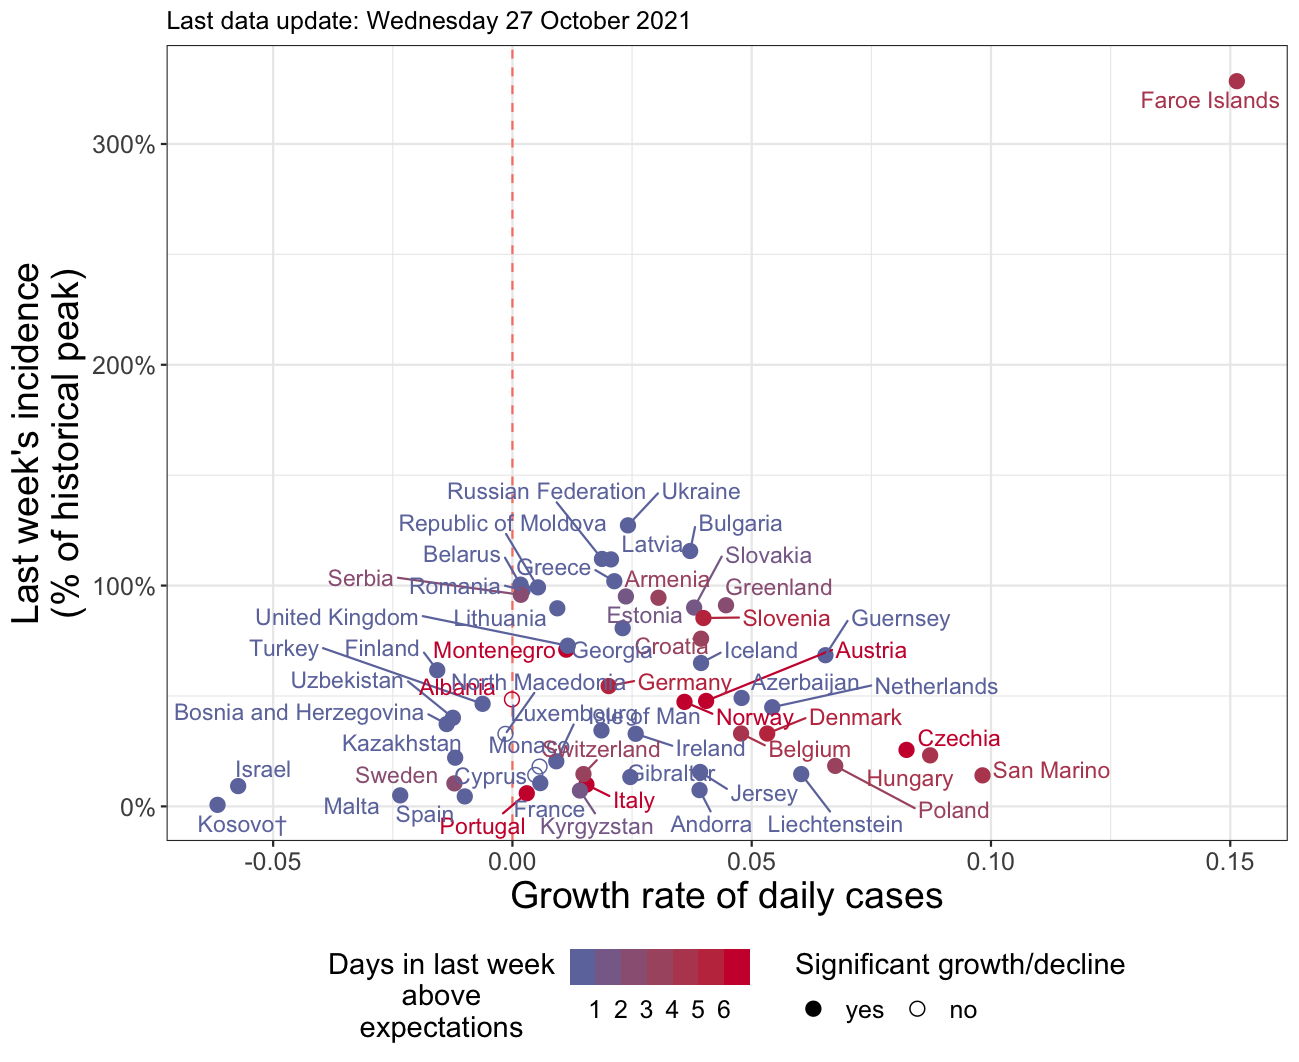 Last data update: Wednesday 27 October 2021
Last week's incidence
(% of historical peak)
300%
200%
100%
0%
Faroe Islands
Russian Federation
Ukraine
Republic of Moldova
Bulgaria
Latvia
Belarus
Greece
Slovakia
Serbia
Romania
Armenia
Greenland
United Kingdom
Lithuania
Estonia
Slovenia
Guernsey
Turkey
Finland
Montenegro
Georgia
Croatia
Iceland
Austria
Uzbekistan
Albania
North Macedonia
Germany
Azerbaijan
Netherlands
Bosnia and Herzegovina
Luxembourg
Isle of Man
Norway
Denmark
Kazakhstan
Monaco
Switzerland
Ireland
Belgium
Czechia
Israel
Sweden
Cyprus
Gibraltar
Hungary
San Marino
Malta
Spain
France
Italy
Jersey
Poland
Kosovo†
Portugal
Kyrgyzstan
Andorra
Liechtenstein
-0.05
0.00
0.05
0.10
0.15
Growth rate of daily cases
Days in last week
above
expectations
1 2 3 4 5 6
Significant growth/decline
yes
no